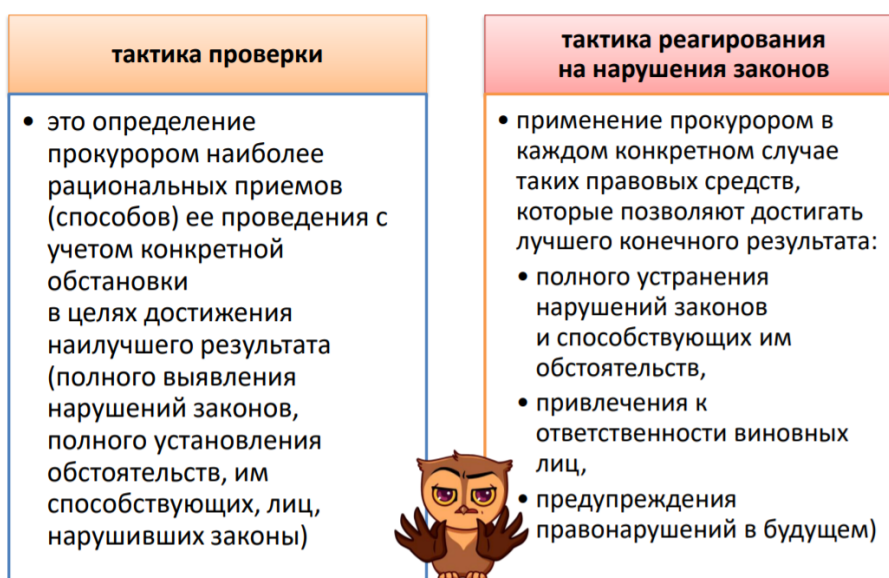 тактика проверки
• это определение
прокурором наиболее
рациональных приемов
(способов) ее проведения с
учетом конкретной
обстановки
в целях достижения
наилучшего результата
(полного выявления
нарушений законов,
полного установления
обстоятельств, им
способствующих, лиц,
нарушивших законы)
тактика реагирования
на нарушения законов
• применение прокурором в
каждом конкретном случае
таких правовых средств,
которые позволяют достигать
лучшего конечного результата:
• полного устранения
нарушений законов
и способствующих им
обстоятельств,
• привлечения к
ответственности виновных
лиц,
• предупреждения
правонарушений в будущем)